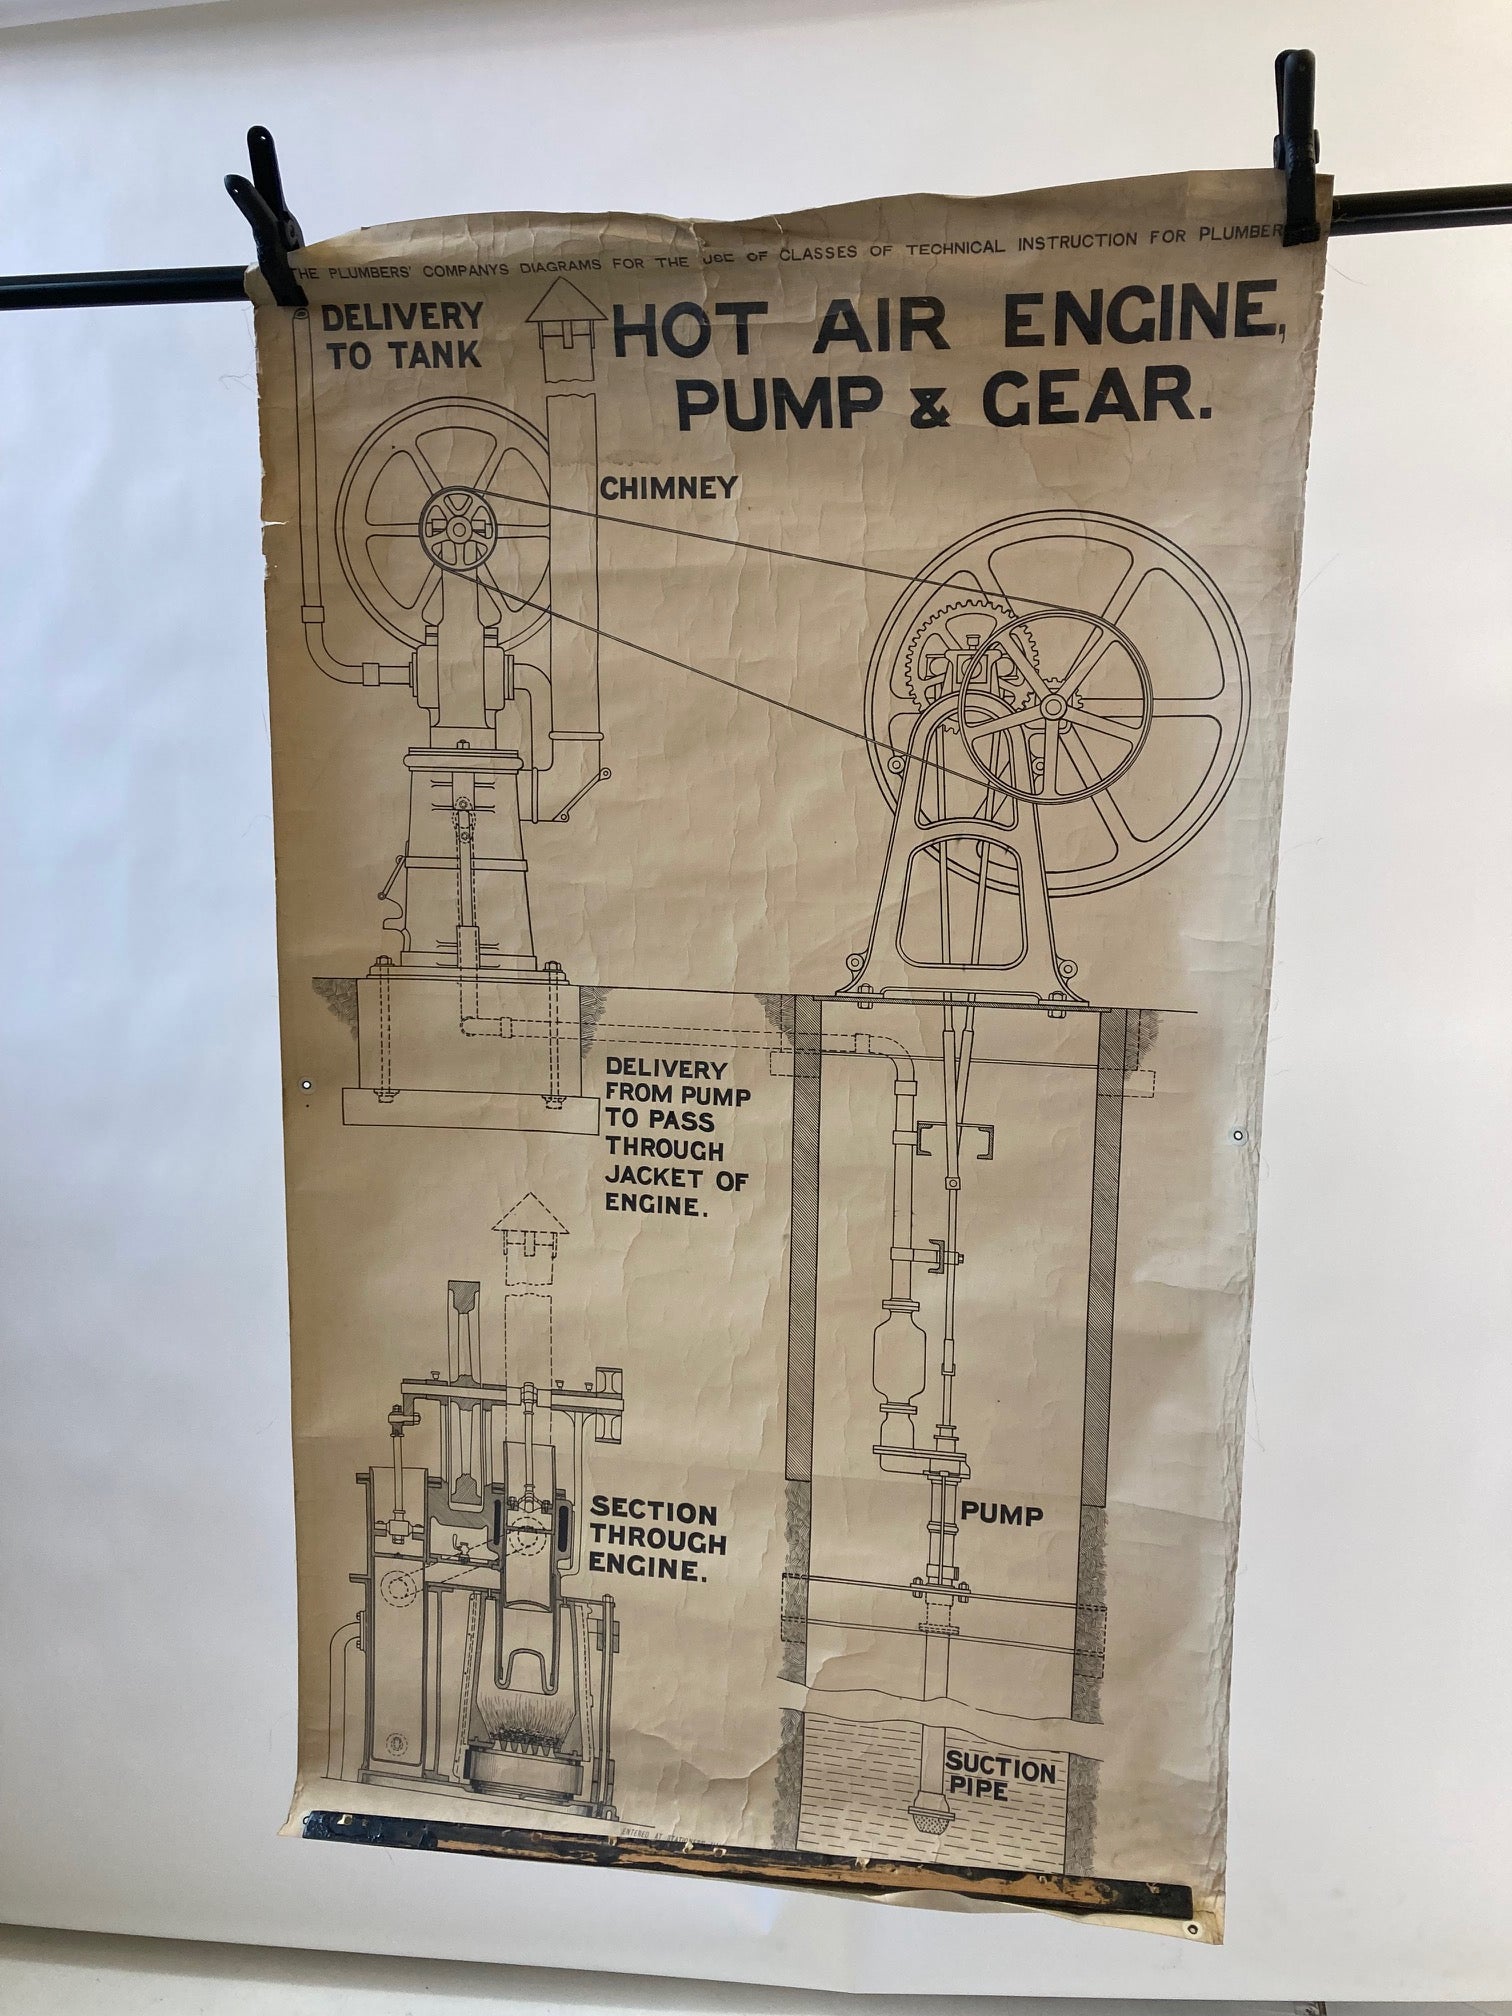 THE PLUMBERS' COMPANYS DIAGRAMS FOR THE USE OF CLASSES OF TECHNICAL INSTRUCTION FOR PLUMBER
HOT AIR ENGINE,
PUMP & GEAR.
DELIVERY
TO TANK
CHIMNEY
DELIVERY
FROM PUMP
TO PASS
THROUGH
JACKET OF
ENGINE.
SECTION
THROUGH
ENGINE.
PUMP
SUCTION
PIPE
ENTERED AT